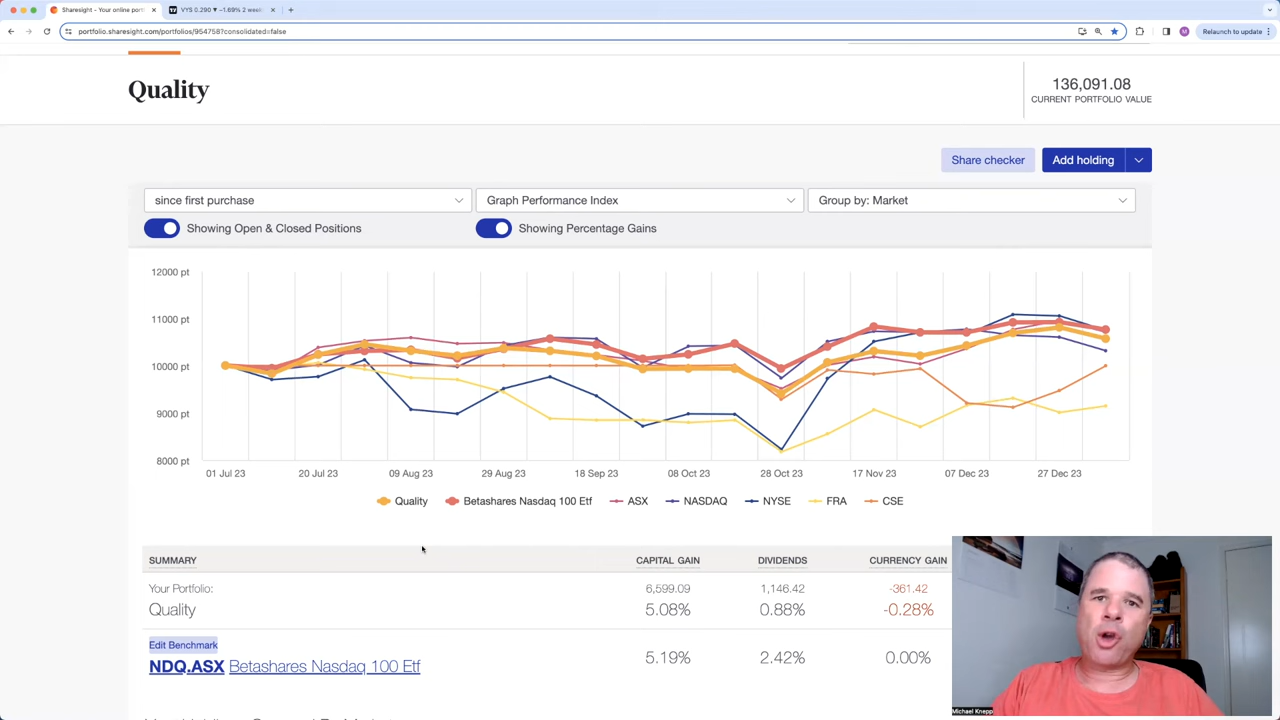 Sharesight - Your online portf
VYS 0.290 ▼ −1.69% 2 week
portfolio.sharesight.com/portfolios/954758?consolidated=false
Relaunch to update
Quality
136,091.08
CURRENT PORTFOLIO VALUE
Share checker
Add holding
since first purchase
Graph Performance Index
Group by: Market
Showing Open & Closed Positions
Showing Percentage Gains
12000 pt
11000 pt
10000 pt
9000 pt
8000 pt
01 Jul 23 20 Jul 23 09 Aug 23 29 Aug 23 18 Sep 23 08 Oct 23 28 Oct 23 17 Nov 23 07 Dec 23 27 Dec 23
Quality Betashares Nasdaq 100 Etf ASX NASDAQ NYSE FRA CSE
SUMMARY CAPITAL GAIN DIVIDENDS CURRENCY GAIN
Your Portfolio: 6,599.09 1,146.42 -361.42
Quality 5.08% 0.88% -0.28%
Edit Benchmark
NDQ.ASX Betashares Nasdaq 100 Etf 5.19% 2.42% 0.00%
Michael Knepp